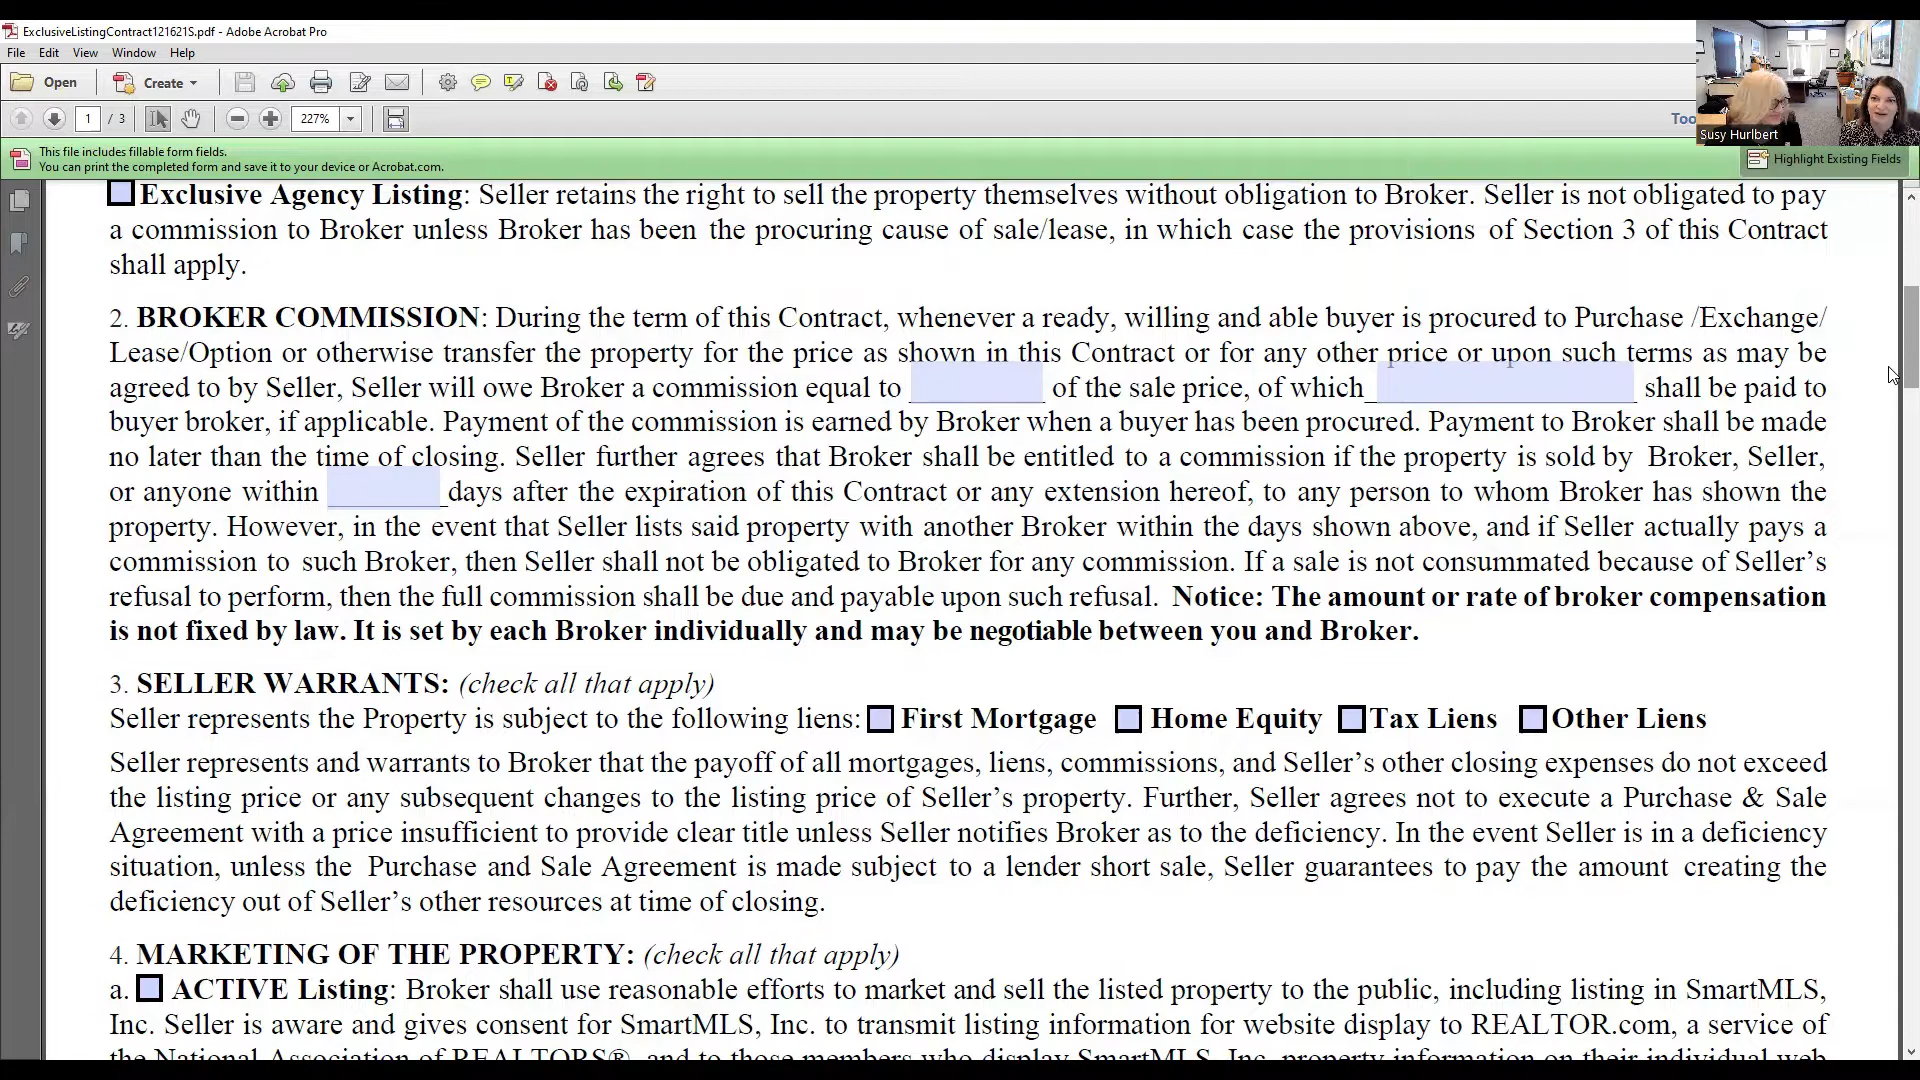 ExclusiveListingContract121621S.pdf - Adobe Acrobat Pro
File Edit View Window Help
Open Create
1 / 3 227% Too
Susy Hurlbert
This file includes fillable form fields.
You can print the completed form and save it to your device or Acrobat.com.
Highlight Existing Fields
Exclusive Agency Listing: Seller retains the right to sell the property themselves without obligation to Broker. Seller is not obligated to pay
a commission to Broker unless Broker has been the procuring cause of sale/lease, in which case the provisions of Section 3 of this Contract
shall apply.
2. BROKER COMMISSION: During the term of this Contract, whenever a ready, willing and able buyer is procured to Purchase /Exchange/
Lease/Option or otherwise transfer the property for the price as shown in this Contract or for any other price or upon such terms as may be
agreed to by Seller, Seller will owe Broker a commission equal to of the sale price, of which shall be paid to
buyer broker, if applicable. Payment of the commission is earned by Broker when a buyer has been procured. Payment to Broker shall be made
no later than the time of closing. Seller further agrees that Broker shall be entitled to a commission if the property is sold by Broker, Seller,
or anyone within days after the expiration of this Contract or any extension hereof, to any person to whom Broker has shown the
property. However, in the event that Seller lists said property with another Broker within the days shown above, and if Seller actually pays a
commission to such Broker, then Seller shall not be obligated to Broker for any commission. If a sale is not consummated because of Seller’s
refusal to perform, then the full commission shall be due and payable upon such refusal. Notice: The amount or rate of broker compensation
is not fixed by law. It is set by each Broker individually and may be negotiable between you and Broker.
3. SELLER WARRANTS: (check all that apply)
Seller represents the Property is subject to the following liens: First Mortgage Home Equity Tax Liens Other Liens
Seller represents and warrants to Broker that the payoff of all mortgages, liens, commissions, and Seller’s other closing expenses do not exceed
the listing price or any subsequent changes to the listing price of Seller’s property. Further, Seller agrees not to execute a Purchase & Sale
Agreement with a price insufficient to provide clear title unless Seller notifies Broker as to the deficiency. In the event Seller is in a deficiency
situation, unless the Purchase and Sale Agreement is made subject to a lender short sale, Seller guarantees to pay the amount creating the
deficiency out of Seller’s other resources at time of closing.
4. MARKETING OF THE PROPERTY: (check all that apply)
a. ACTIVE Listing: Broker shall use reasonable efforts to market and sell the listed property to the public, including listing in SmartMLS,
Inc. Seller is aware and gives consent for SmartMLS, Inc. to transmit listing information for website display to REALTOR.com, a service of
the National Association of REALTORS®, and to those members who display SmartMLS, Inc. property information on their individual web